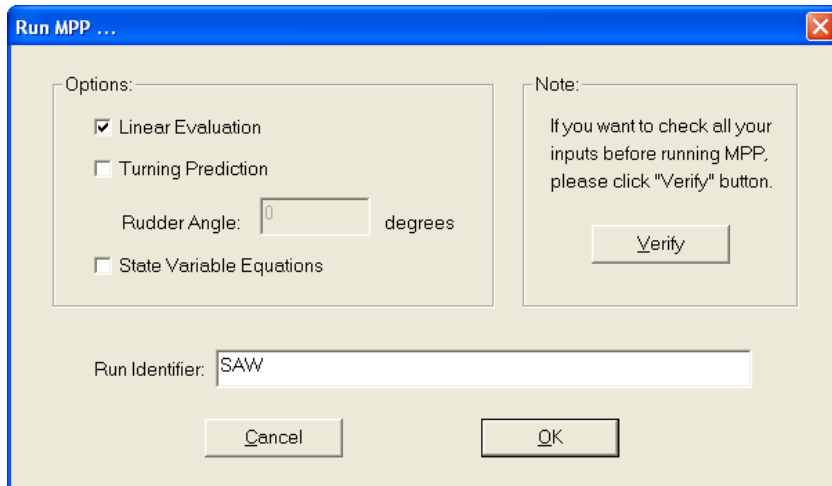 Run MPP ...
Options:
Linear Evaluation
Turning Prediction
Rudder Angle: 0 degrees
State Variable Equations
Note:
If you want to check all your
inputs before running MPP,
please click "Verify" button.
Verify
Run Identifier: SAW
Cancel
OK